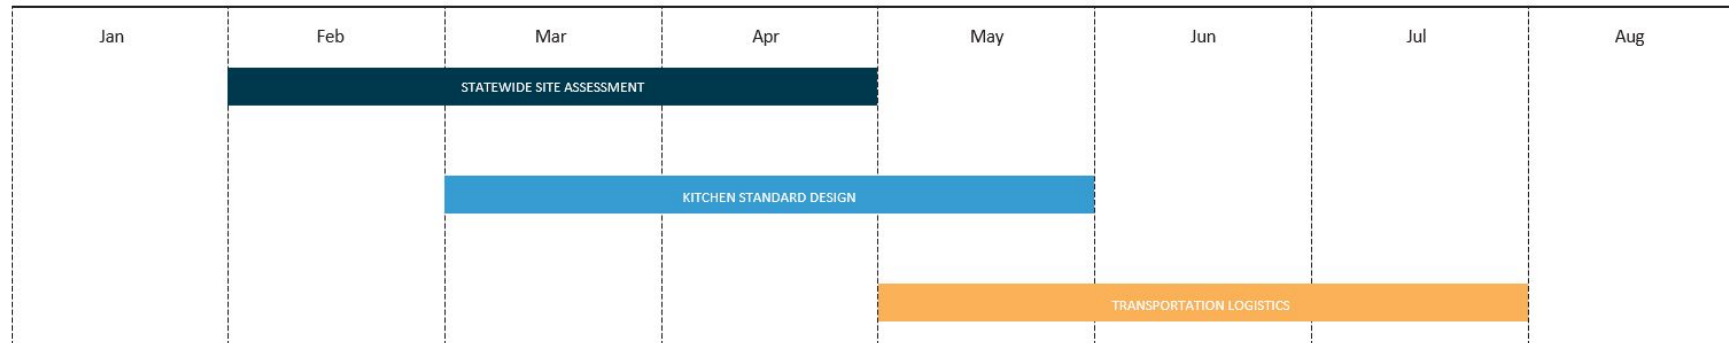 Jan Feb Mar Apr May Jun Jul Aug
STATEWIDE SITE ASSESSMENT
KITCHEN STANDARD DESIGN
TRANSPORTATION LOGISTICS